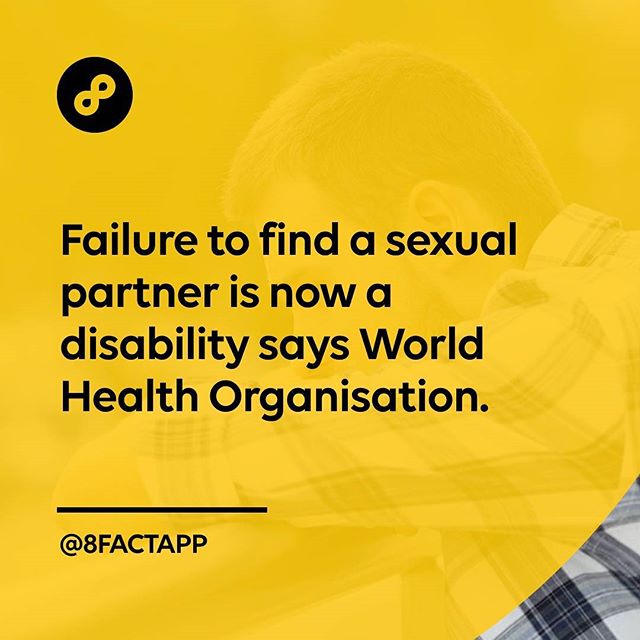 Failure to find a sexual
partner is now a
disability says World
Health Organisation.
@8FACTAPP